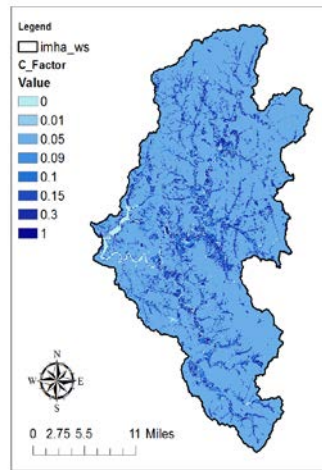 Legend
imha_ws
C_Factor
Value
0
0.01
0.05
0.09
0.1
0.15
0.3
1
N
W E
S
0 2.75 5.5 11 Miles